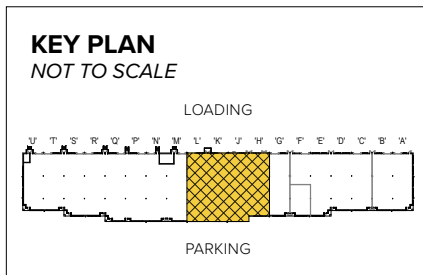 KEY PLAN
NOT TO SCALE
LOADING
'U' 'T' 'S' 'R' 'Q' 'P' 'N' 'M' 'L' 'K' 'J' 'H' 'G' 'F' 'E' 'D' 'C' 'B' 'A'
PARKING